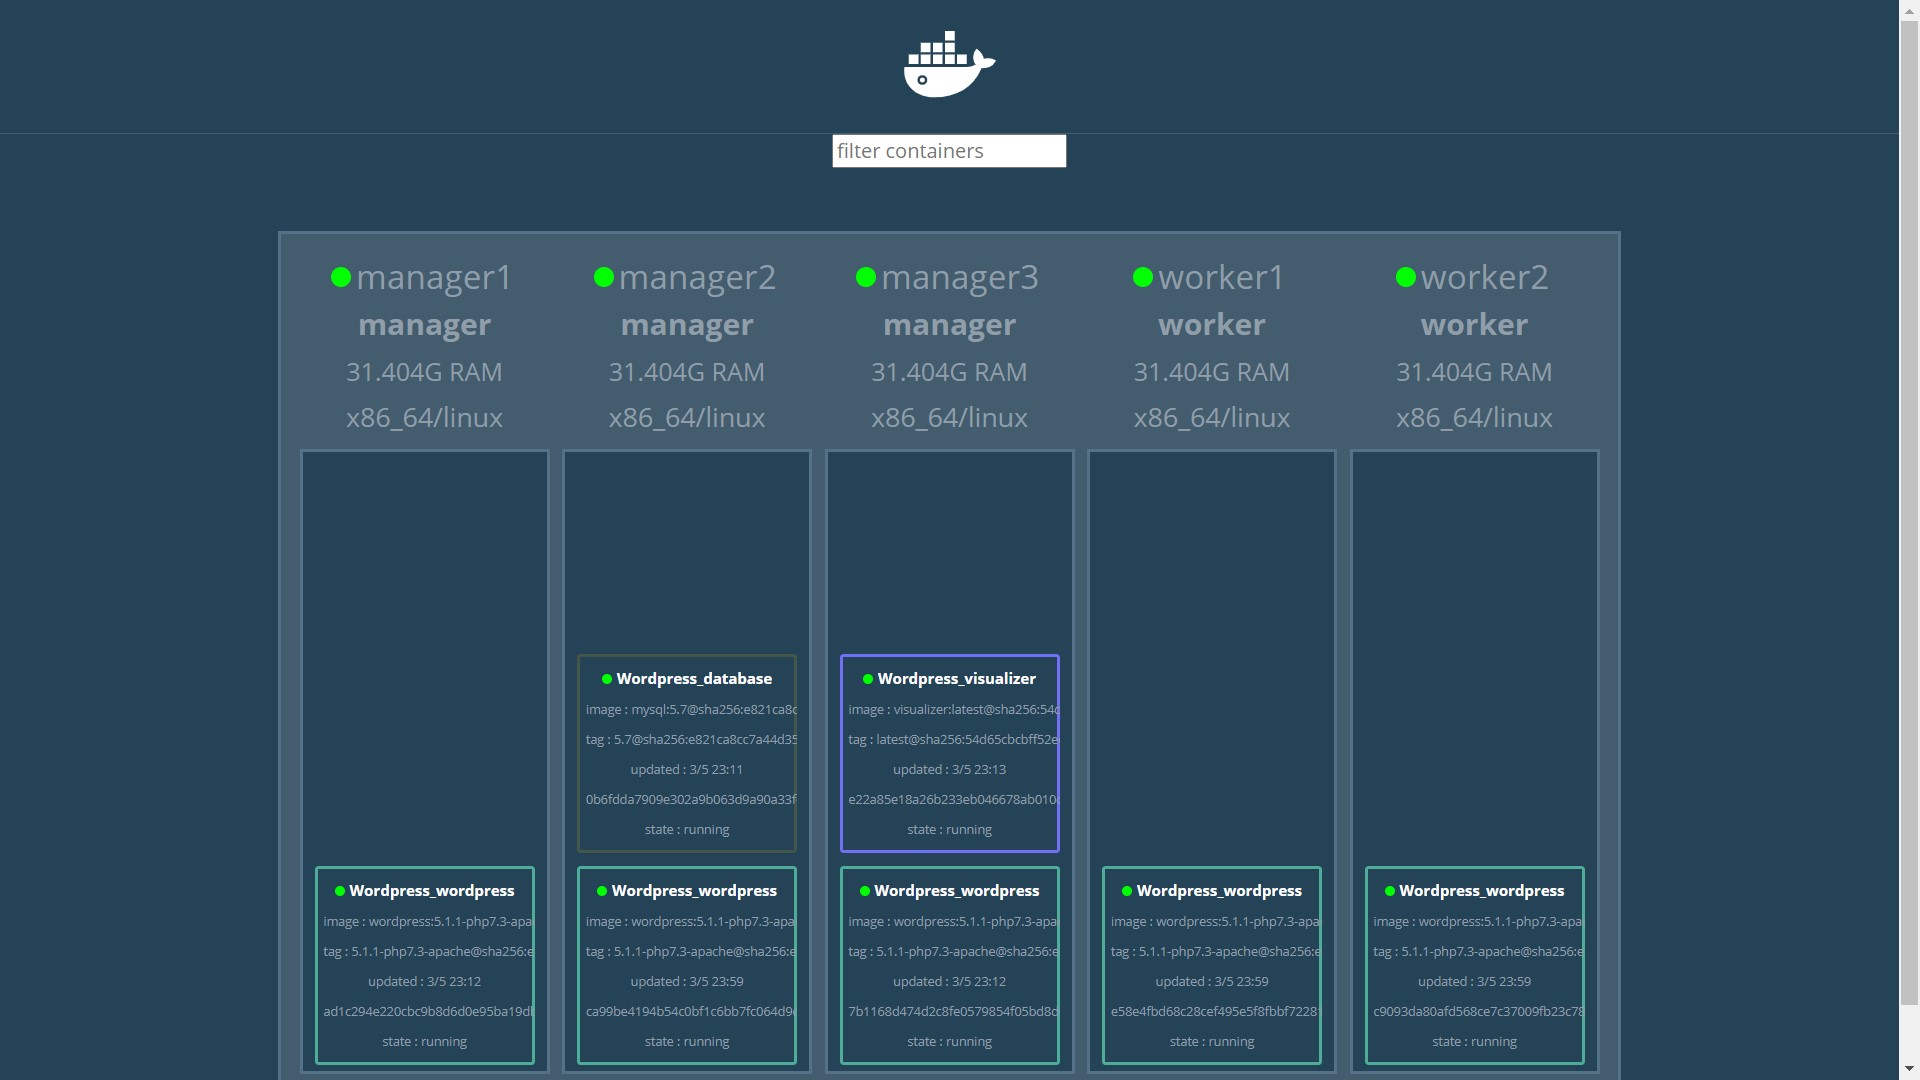 filter containers
manager1
manager
31.404G RAM
x86_64/linux
manager2
manager
31.404G RAM
x86_64/linux
manager3
manager
31.404G RAM
x86_64/linux
worker1
worker
31.404G RAM
x86_64/linux
worker2
worker
31.404G RAM
x86_64/linux
Wordpress_wordpress
image : wordpress:5.1.1-php7.3-apa
tag : 5.1.1-php7.3-apache@sha256:e
updated : 3/5 23:12
ad1c294e220cbc9b8d6d0e95ba19d
state : running
Wordpress_database
image : mysql:5.7@sha256:e821ca8c
tag : 5.7@sha256:e821ca8cc7a44d35
updated : 3/5 23:11
0b6fdda7909e302a9b063d9a90a33f
state : running
Wordpress_wordpress
image : wordpress:5.1.1-php7.3-apa
tag : 5.1.1-php7.3-apache@sha256:e
updated : 3/5 23:59
ca99be4194b54c0bf1c6bb7fc064d9
state : running
Wordpress_visualizer
image : visualizer:latest@sha256:54d
tag : latest@sha256:54d65cbcbff52e
updated : 3/5 23:13
e22a85e18a26b233eb046678ab010
state : running
Wordpress_wordpress
image : wordpress:5.1.1-php7.3-apa
tag : 5.1.1-php7.3-apache@sha256:e
updated : 3/5 23:12
7b1168d474d2c8fe0579854f05bd8d
state : running
Wordpress_wordpress
image : wordpress:5.1.1-php7.3-apa
tag : 5.1.1-php7.3-apache@sha256:e
updated : 3/5 23:59
e58e4fbd68c28cef495e5f8fbbf7228
state : running
Wordpress_wordpress
image : wordpress:5.1.1-php7.3-apa
tag : 5.1.1-php7.3-apache@sha256:e
updated : 3/5 23:59
c9093da80afd568ce7c37009fb23c78
state : running